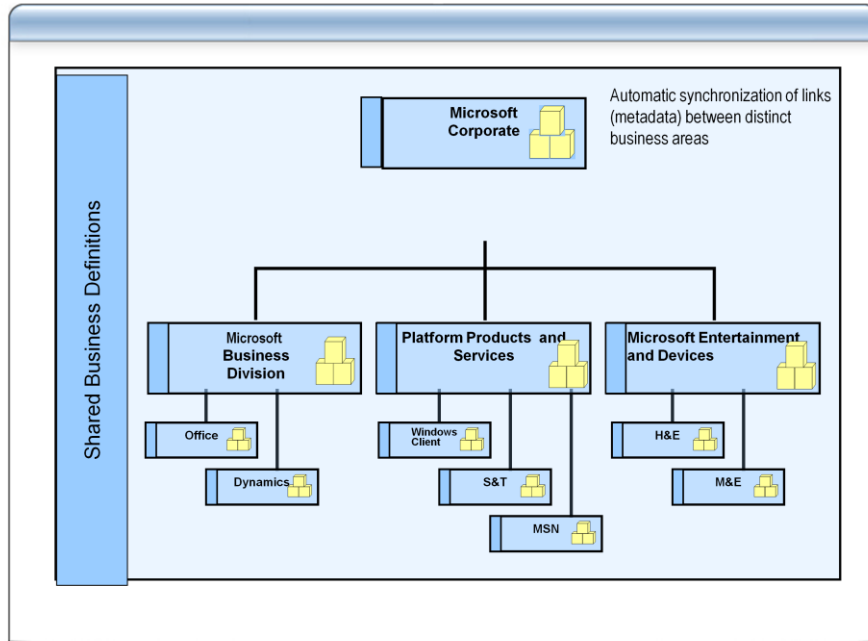 Shared Business Definitions
Microsoft
Corporate
Automatic synchronization of links
(metadata) between distinct
business areas
Microsoft
Business
Division
Platform Products and
Services
Microsoft Entertainment
and Devices
Office
Dynamics
Windows
Client
S&T
MSN
H&E
M&E